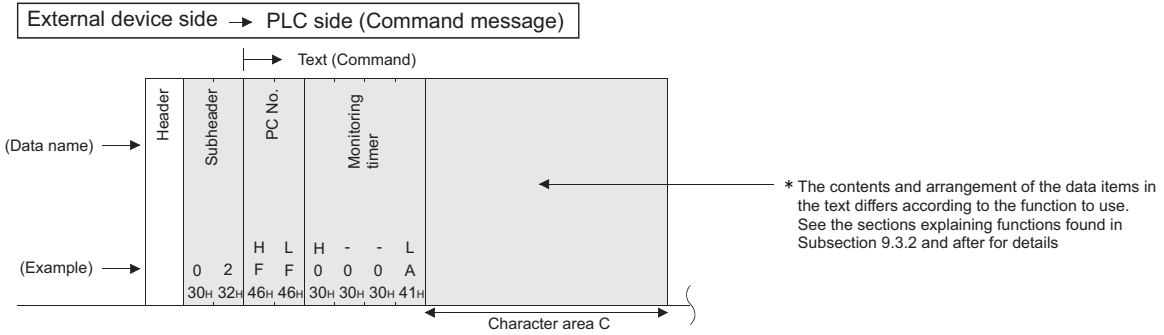 External device side → PLC side (Command message)
Text (Command)
Header
Subheader
PC No.
Monitoring
timer
(Data name)
* The contents and arrangement of the data items in
the text differs according to the function to use.
See the sections explaining functions found in
Subsection 9.3.2 and after for details
H L H - - L
(Example) 0 2 F F 0 0 0 A
30H 32H 46H 46H 30H 30H 30H 41H
Character area C